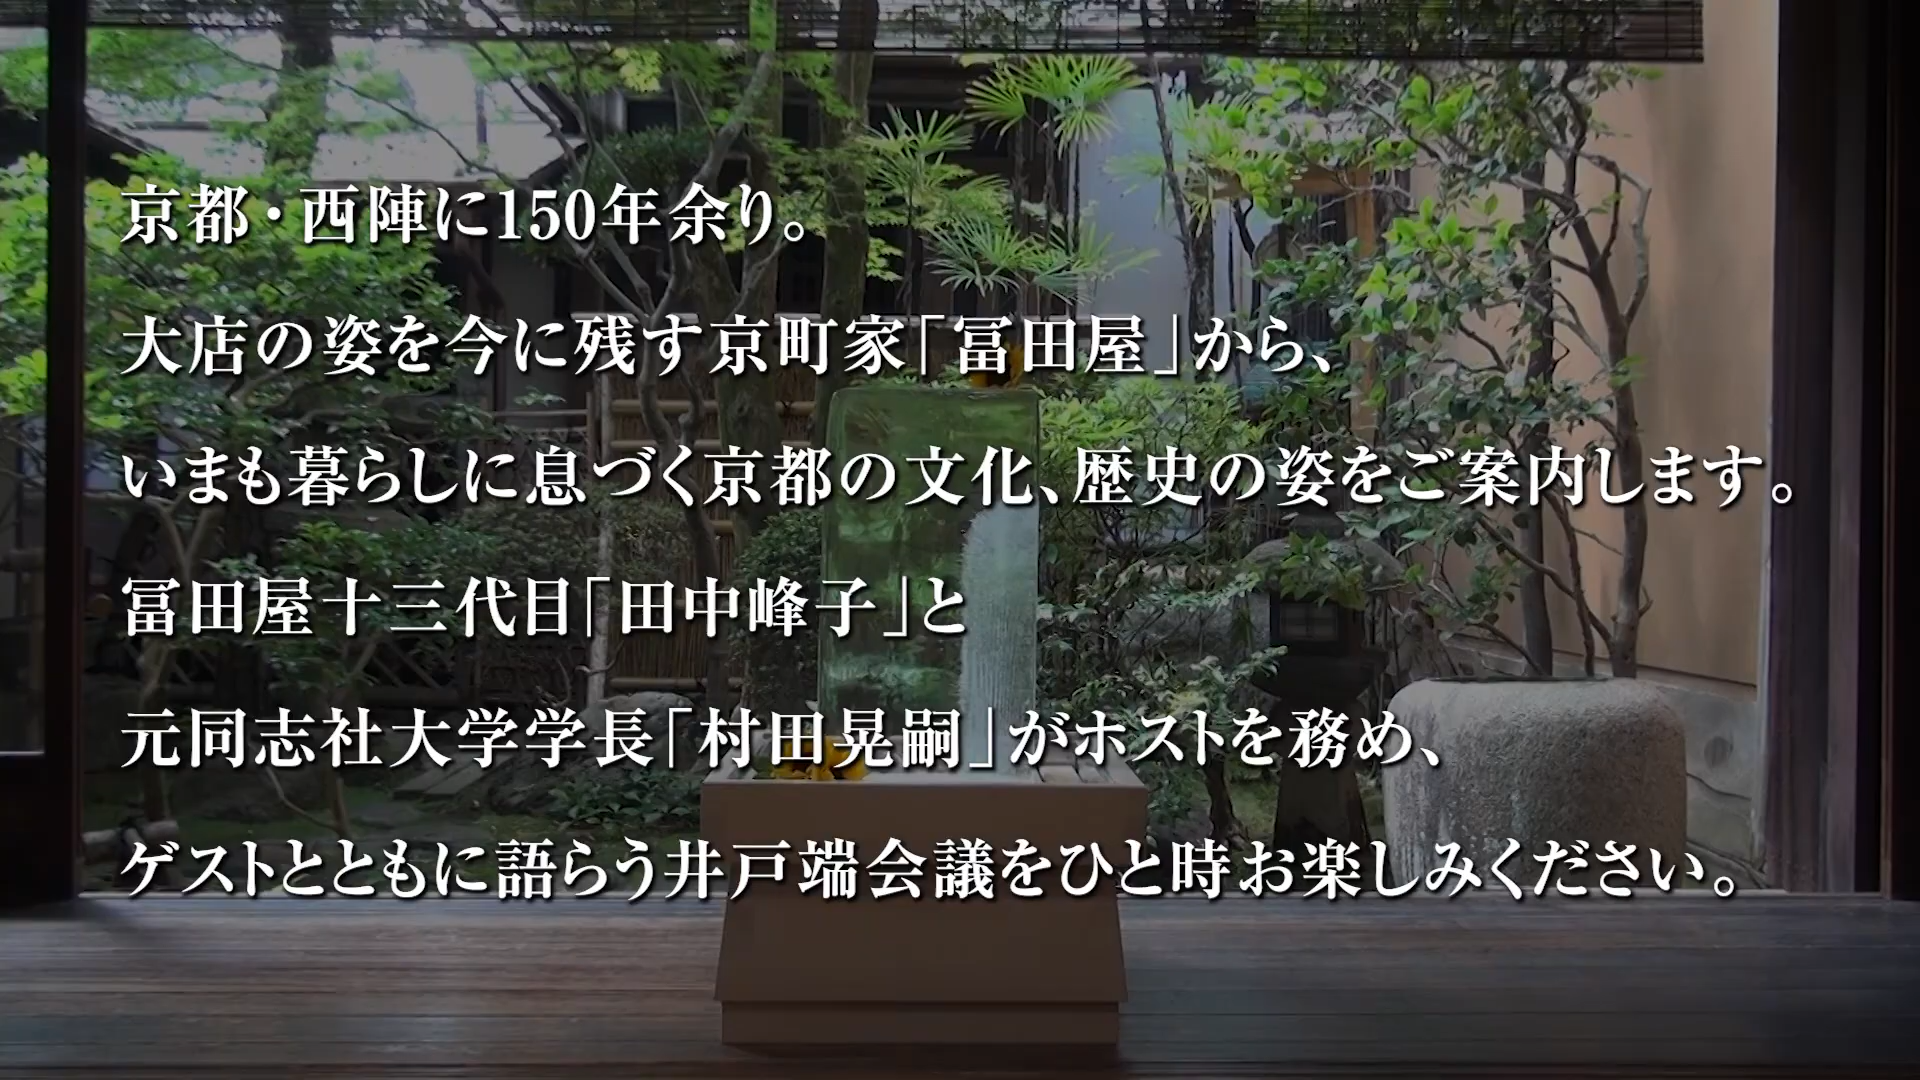 京都・西陣に150年余り。
大店の姿を今に残す京町家「冨田屋」から、
いまも暮らしに息づく京都の文化、歴史の姿をご案内します。
冨田屋十三代目「田中峰子」と
元同志社大学学長「村田晃嗣」がホストを務め、
ゲストとともに語らう井戸端会議をひと時お楽しみください。